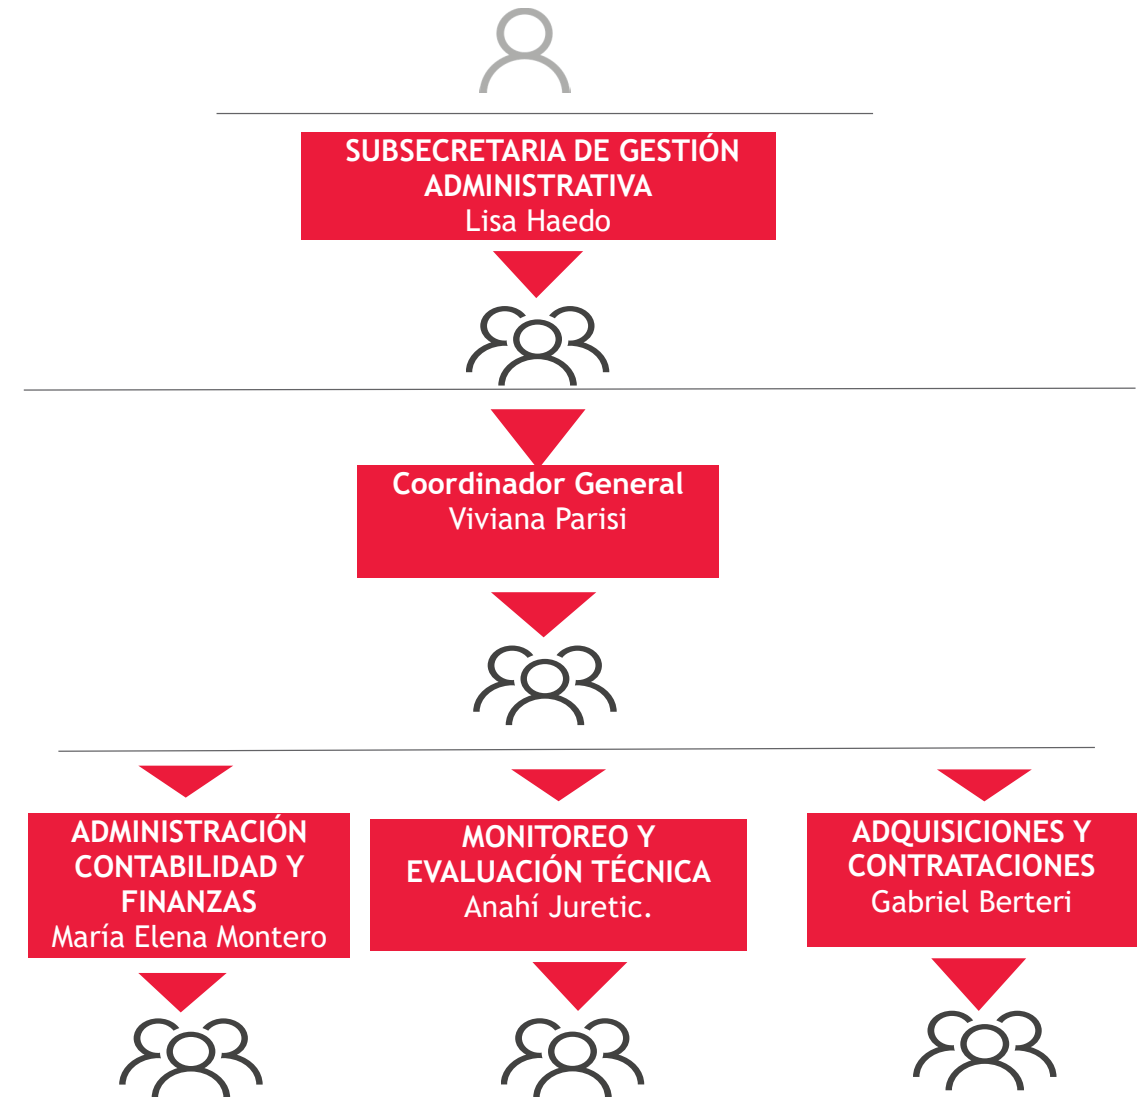 SUBSECRETARIA DE GESTIÓN
ADMINISTRATIVA
Lisa Haedo
Coordinador General
Viviana Parisi
ADMINISTRACIÓN
CONTABILIDAD Y
FINANZAS
María Elena Montero
MONITOREO Y
EVALUACIÓN TÉCNICA
Anahí Juretic.
ADQUISICIONES Y
CONTRATACIONES
Gabriel Berteri